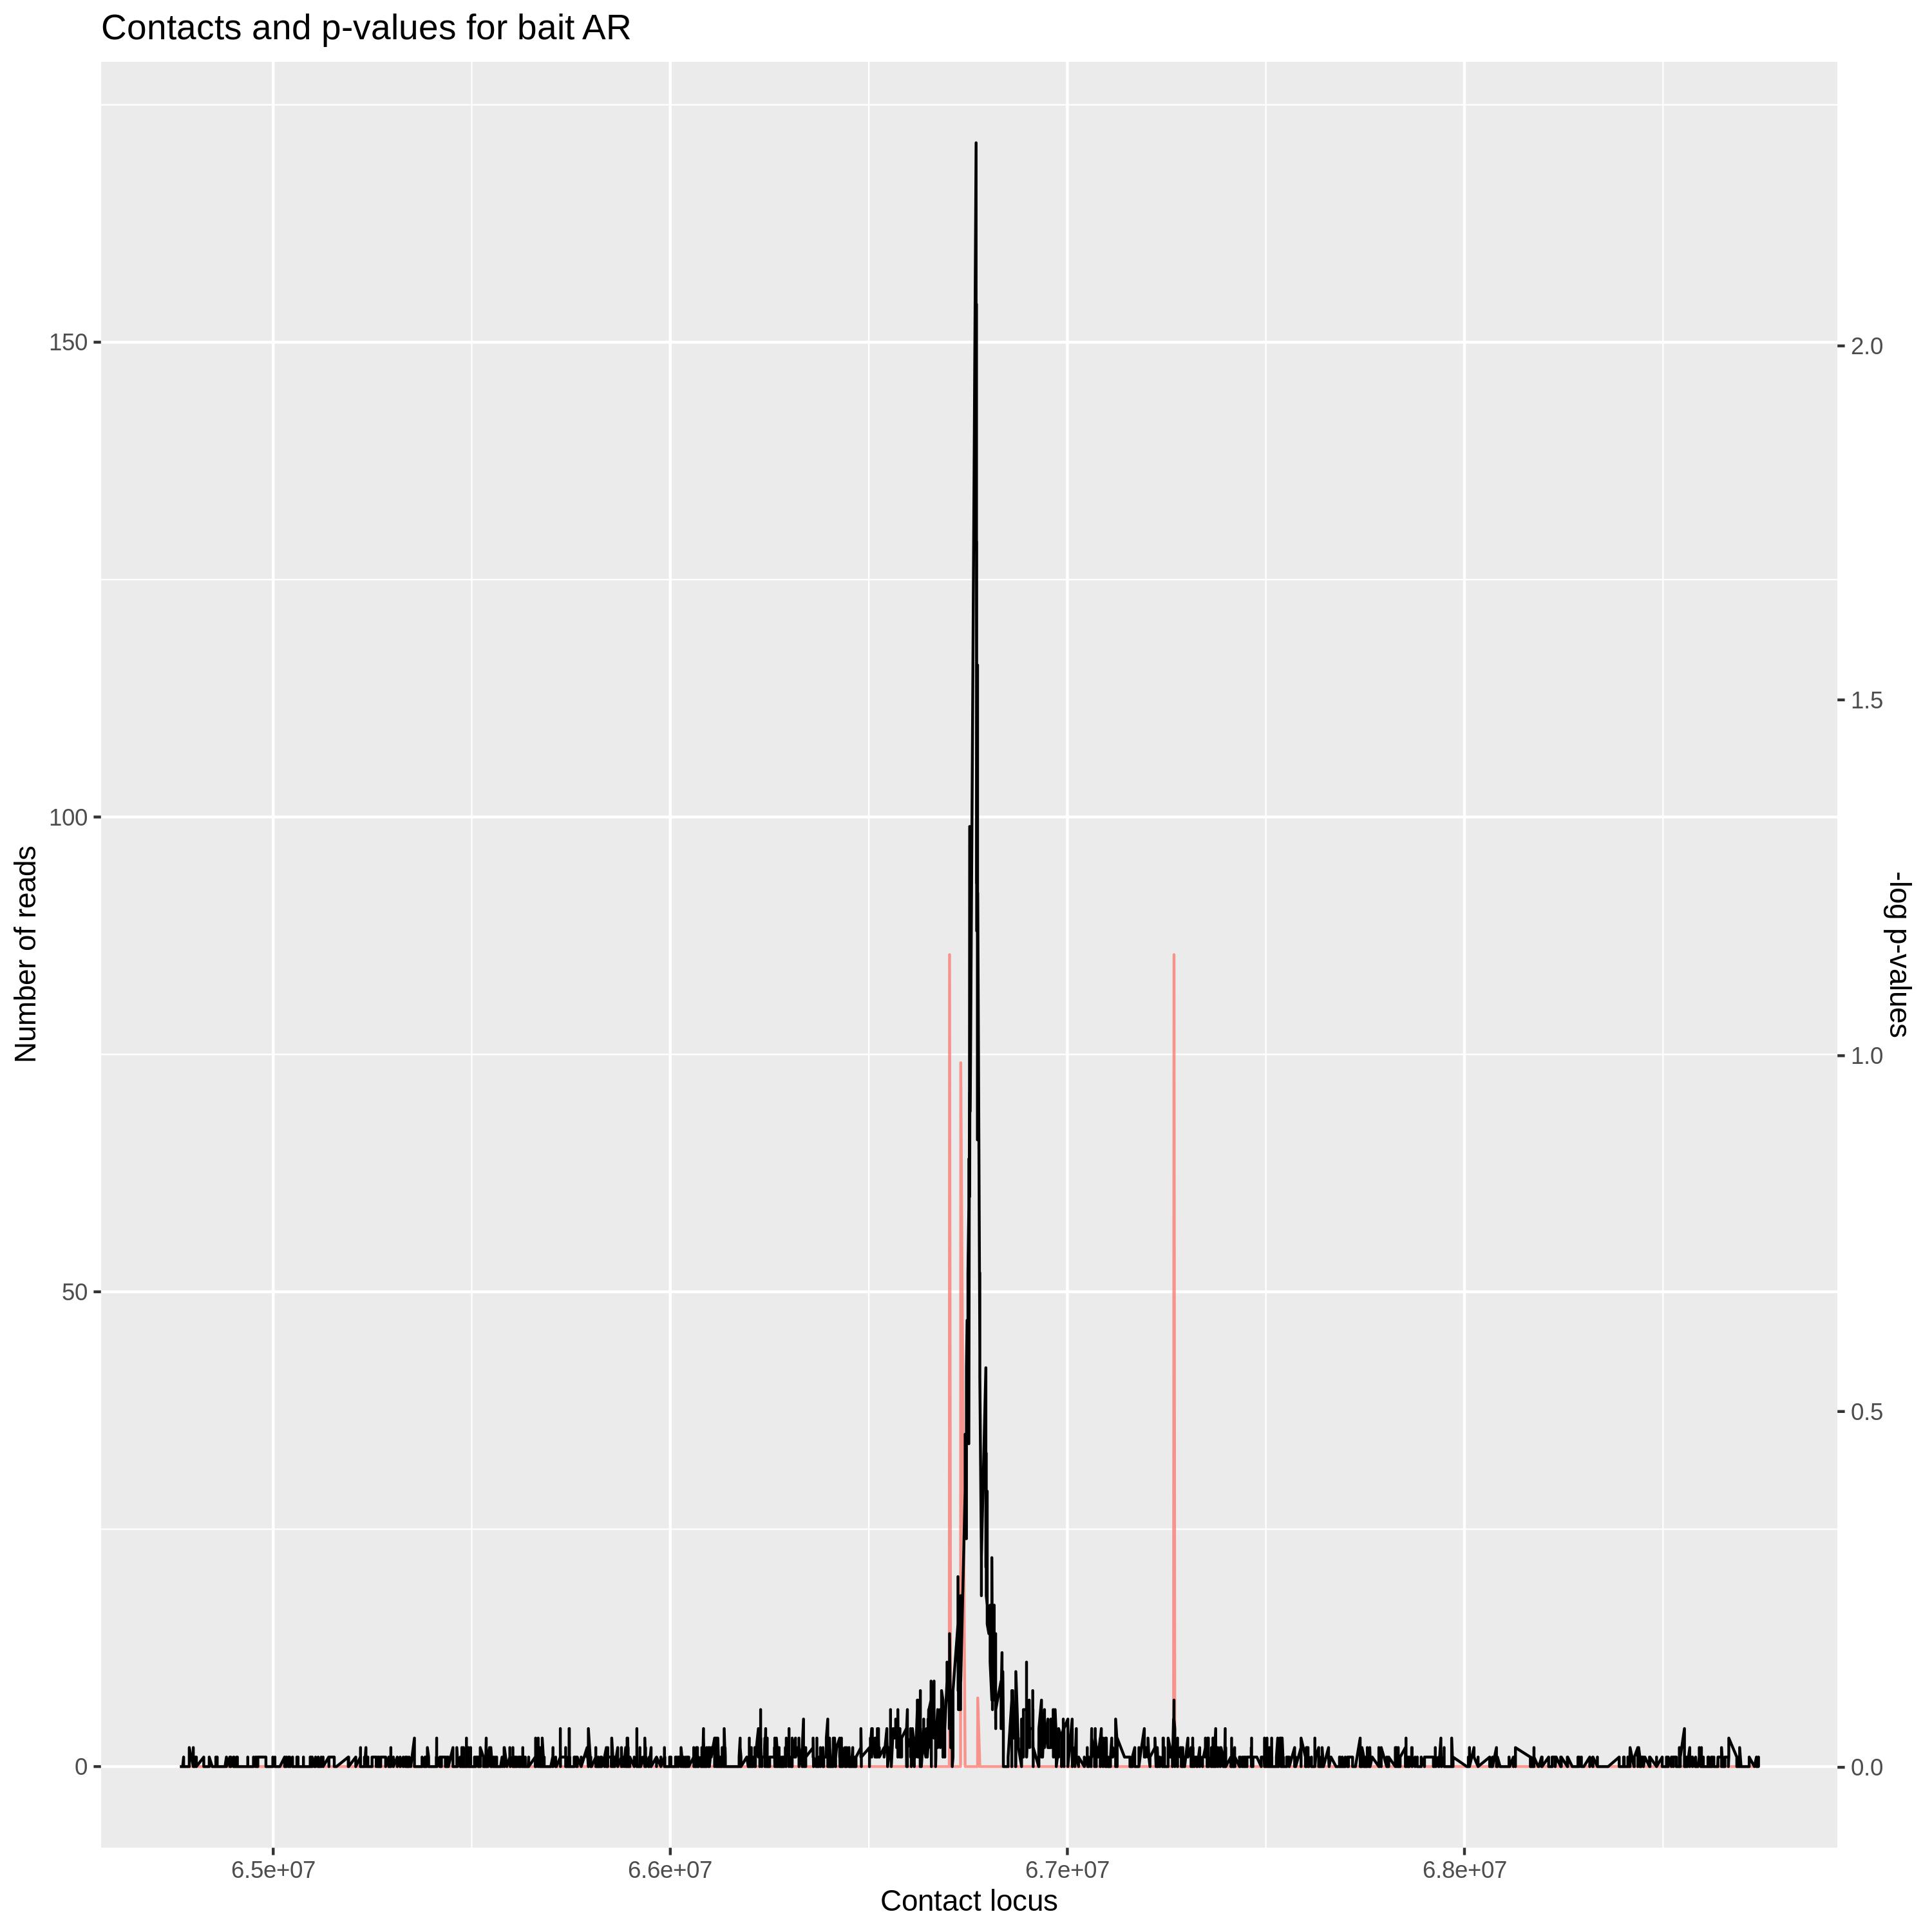 Contacts and p-values for bait AR
150
100
50
0
Number of reads
2.0
1.5
1.0
0.5
0.0
-log p-values
6.5e+07 6.6e+07 6.7e+07 6.8e+07
Contact locus